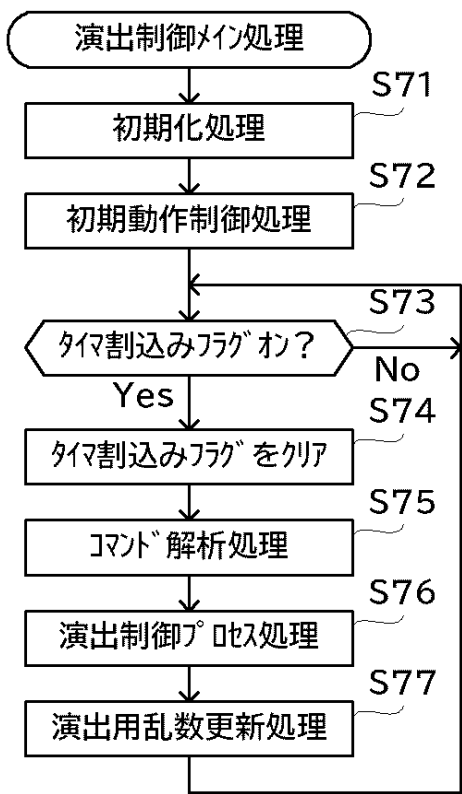 演出制御ﾒｲﾝ処理
S71
初期化処理
S72
初期動作制御処理
S73
ﾀｲﾏ割込みﾌﾗｸﾞｵﾝ？
No
Yes
S74
ﾀｲﾏ割込みﾌﾗｸﾞをｸﾘｱ
S75
ｺﾏﾝﾄﾞ解析処理
S76
演出制御ﾌﾟﾛｾｽ処理
S77
演出用乱数更新処理